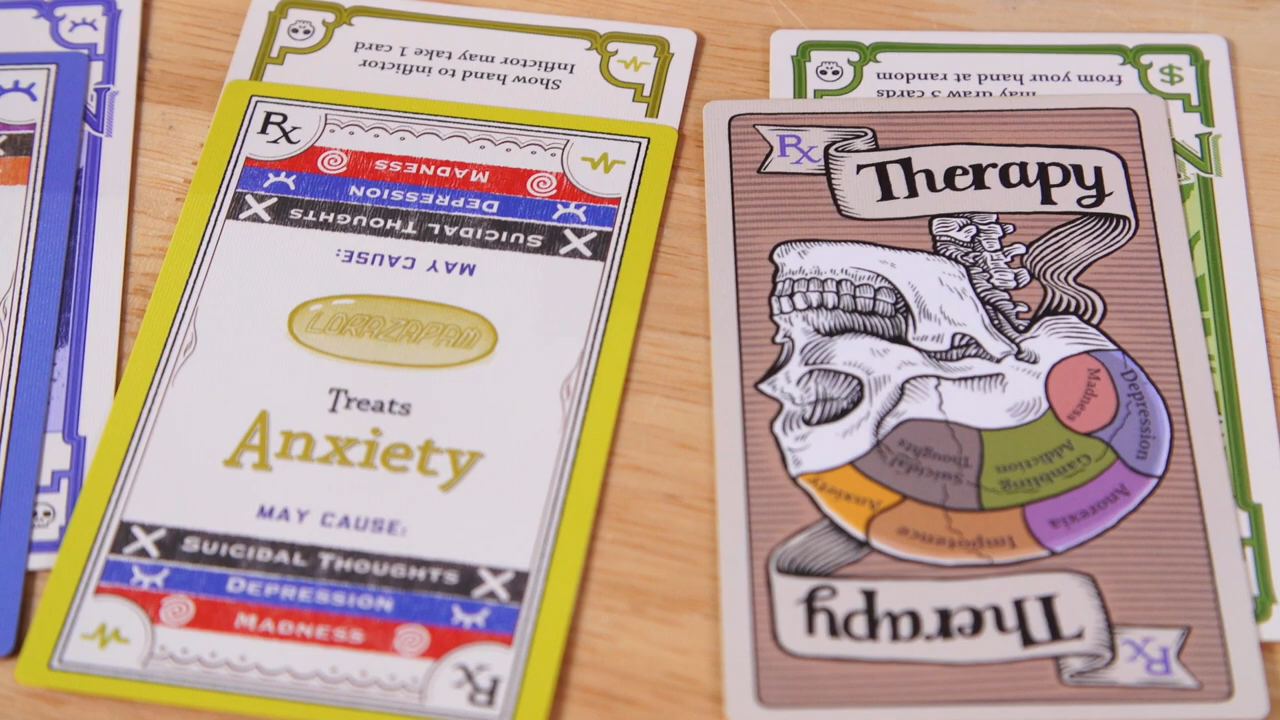 Show hand to inflictor
Inflictor may take 1 card
Rx
MADNESS
DEPRESSION
SUICIDAL THOUGHTS
MAY CAUSE:
LORAZAPAM
Treats
Anxiety
MAY CAUSE:
SUICIDAL THOUGHTS
DEPRESSION
MADNESS
Rx
$
may draw 3 cards
from your hand at random
Rx
Therapy
Madness
Depression
Suicidal
Thoughts
Gambling
Addiction
Anxiety
Impotence
Anorexia
Therapy
Rx